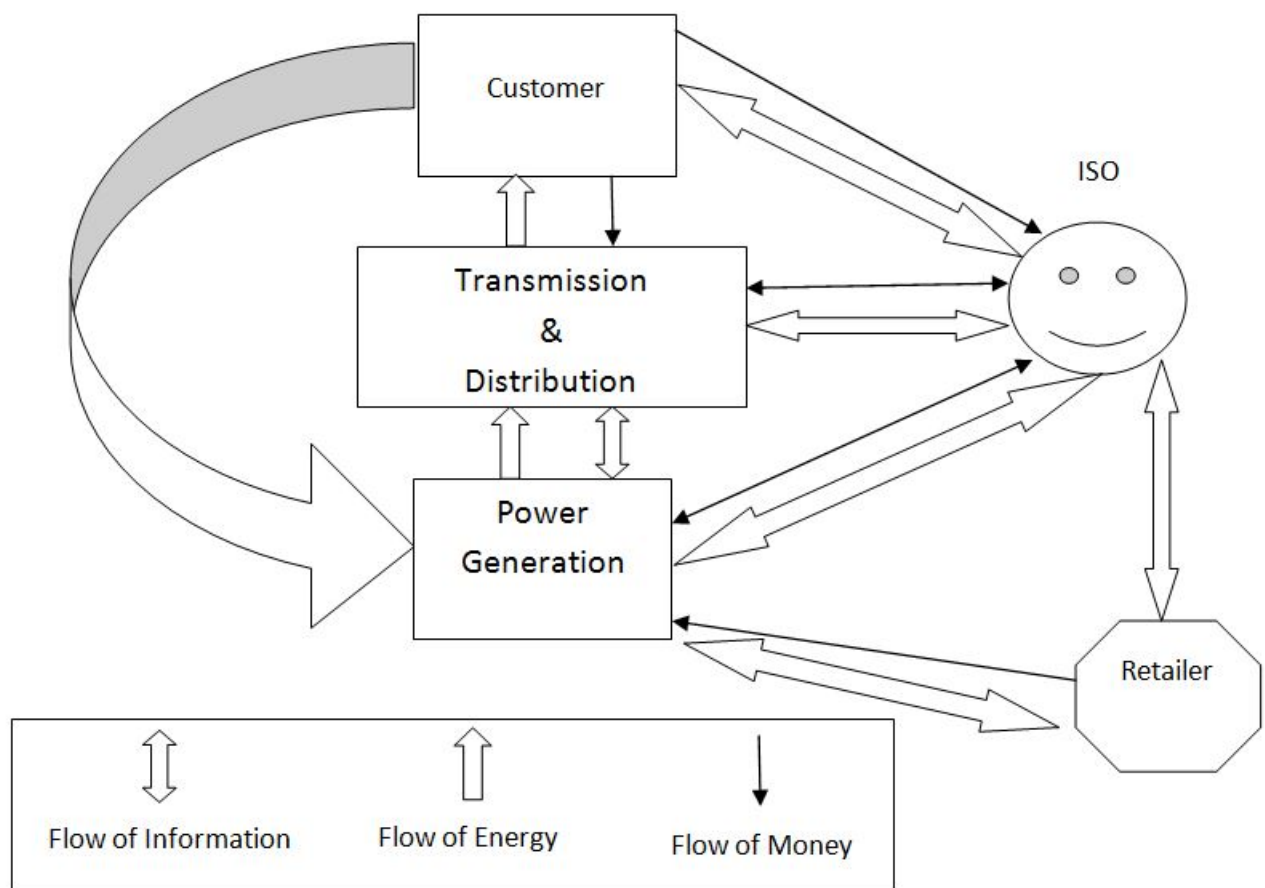 Customer
ISO
Transmission
&
Distribution
Power
Generation
Retailer
Flow of Information
Flow of Energy
Flow of Money